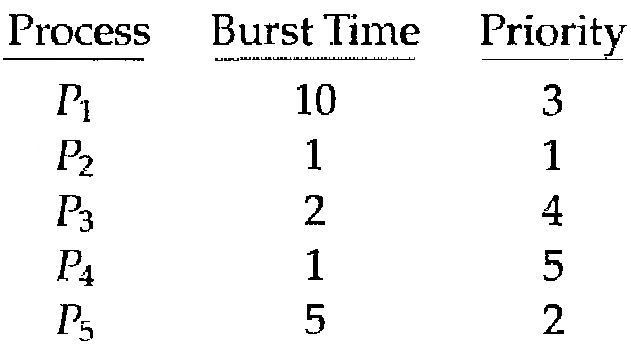 Process Burst Time Priority
P1 10 3
P2 1 1
P3 2 4
P4 1 5
P5 5 2